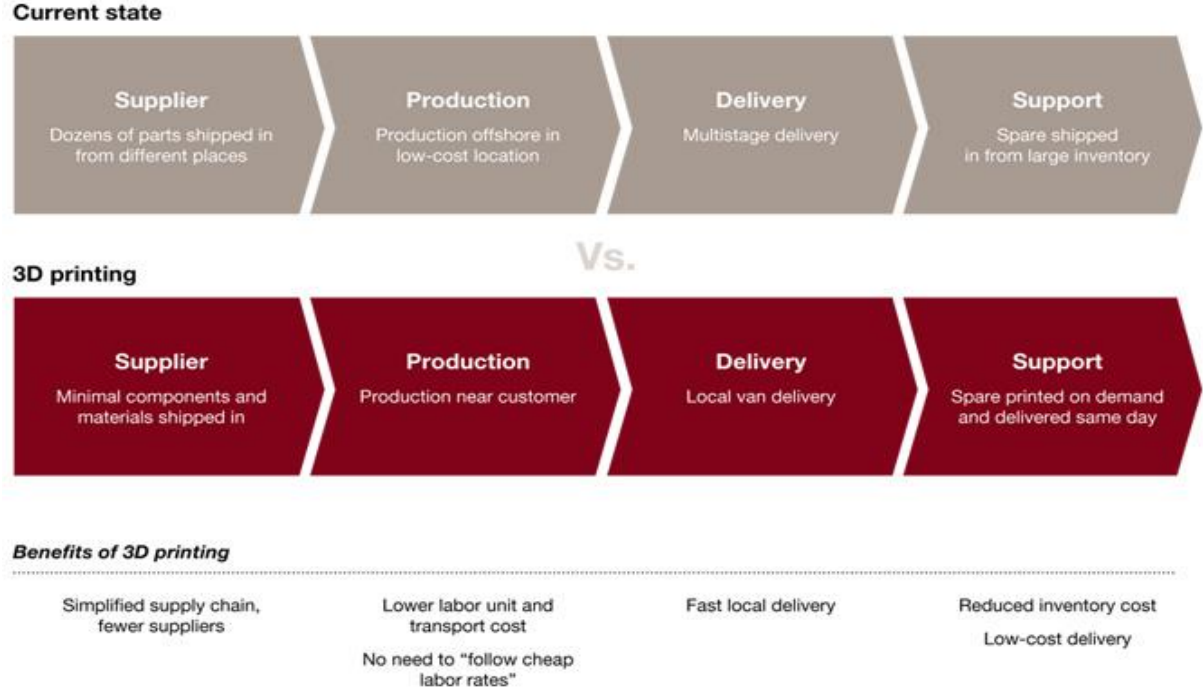 Current state
Supplier
Dozens of parts shipped in
from different places
Production
Production offshore in
low-cost location
Delivery
Multistage delivery
Support
Spare shipped
in from large inventory
Vs.
3D printing
Supplier
Minimal components and
materials shipped in
Production
Production near customer
Delivery
Local van delivery
Support
Spare printed on demand
and delivered same day
Benefits of 3D printing
Simplified supply chain,
fewer suppliers
Lower labor unit and
transport cost
No need to “follow cheap
labor rates”
Fast local delivery
Reduced inventory cost
Low-cost delivery